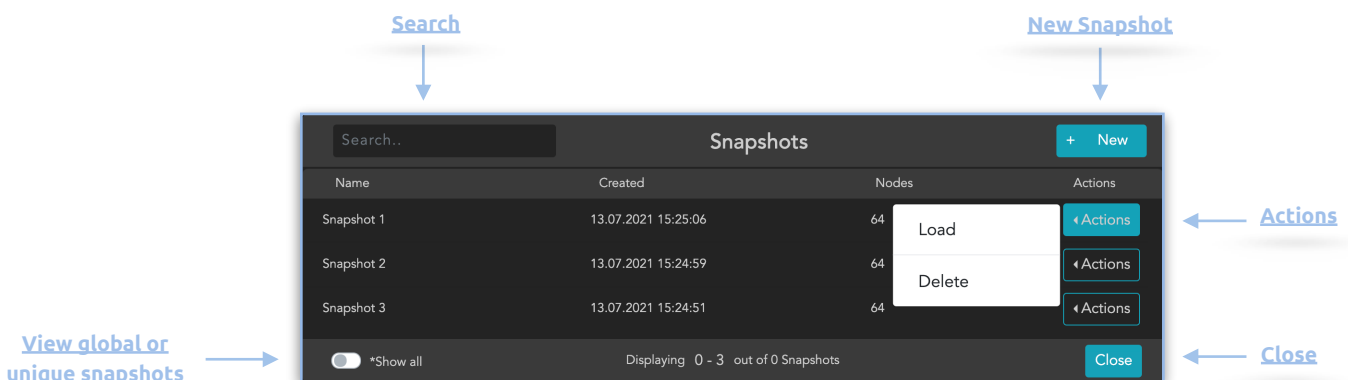 Search
New Snapshot
Search..
Snapshots
+ New
Name Created Nodes Actions
Snapshot 1 13.07.2021 15:25:06 64 Actions
Load
Actions
Snapshot 2 13.07.2021 15:24:59 64 Actions
Delete
Snapshot 3 13.07.2021 15:24:51 64 Actions
View global or
unique snapshots
*Show all Displaying 0 - 3 out of 0 Snapshots Close
Close